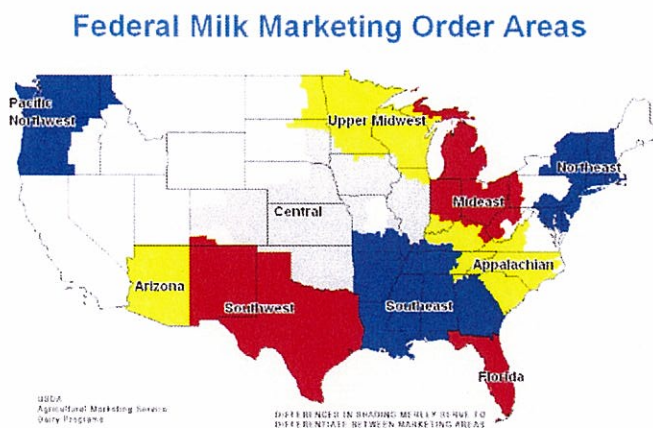 Federal Milk Marketing Order Areas
Pacific
Northwest
Upper Midwest
Northeast
Mideast
Central
Appalachian
Arizona
Southwest
Southeast
Florida
USDA
Agricultural Marketing Service
Dairy Programs
DIFFERENCES IN SHADING MERELY SERVE TO
DIFFERENTIATE BETWEEN MARKETING AREAS